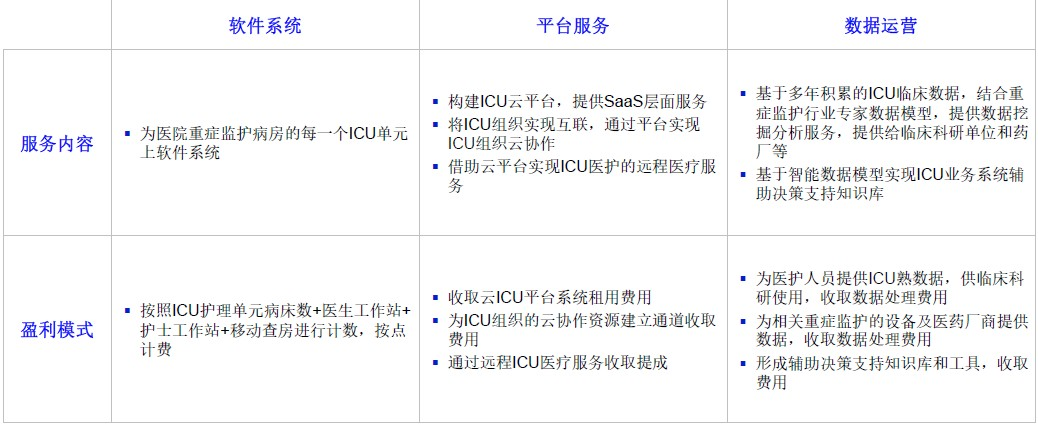 软件系统
平台服务
数据运营
服务内容
▪ 为医院重症监护病房的每一个ICU单元
上软件系统
▪ 构建ICU云平台，提供SaaS层面服务
▪ 将ICU组织实现互联，通过平台实现
ICU组织云协作
▪ 借助云平台实现ICU医护的远程医疗服
务
▪ 基于多年积累的ICU临床数据，结合重
症监护行业专家数据模型，提供数据挖
掘分析服务，提供给临床科研单位和药
厂等
▪ 基于智能数据模型实现ICU业务系统辅
助决策支持知识库
盈利模式
▪ 按照ICU护理单元病床数+医生工作站+
护士工作站+移动查房进行计数，按点
计费
▪ 收取云ICU平台系统租用费用
▪ 为ICU组织的云协作资源建立通道收取
费用
▪ 通过远程ICU医疗服务收取提成
▪ 为医护人员提供ICU熟数据，供临床科
研使用，收取数据处理费用
▪ 为相关重症监护的设备及医药厂商提供
数据，收取数据处理费用
▪ 形成辅助决策支持知识库和工具，收取
费用